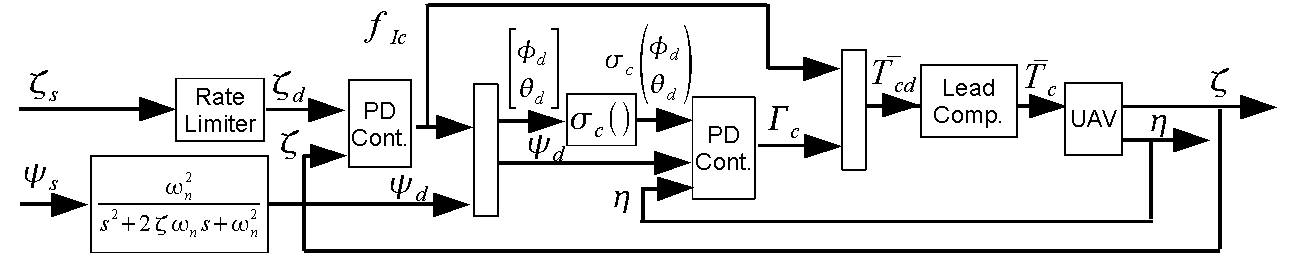 ζ_s
Rate
Limiter
ζ_d
ζ
PD
Cont.
f_Ic
ψ_s
ω_n^2
s^2+2ζω_n s+ω_n^2
ψ_d
[ϕ_d
θ_d]
σ_c()
σ_c(ϕ_d
θ_d)
ψ_d
η
PD
Cont.
Γ_c
T̄_cd
Lead
Comp.
T̄_c
UAV
ζ
η